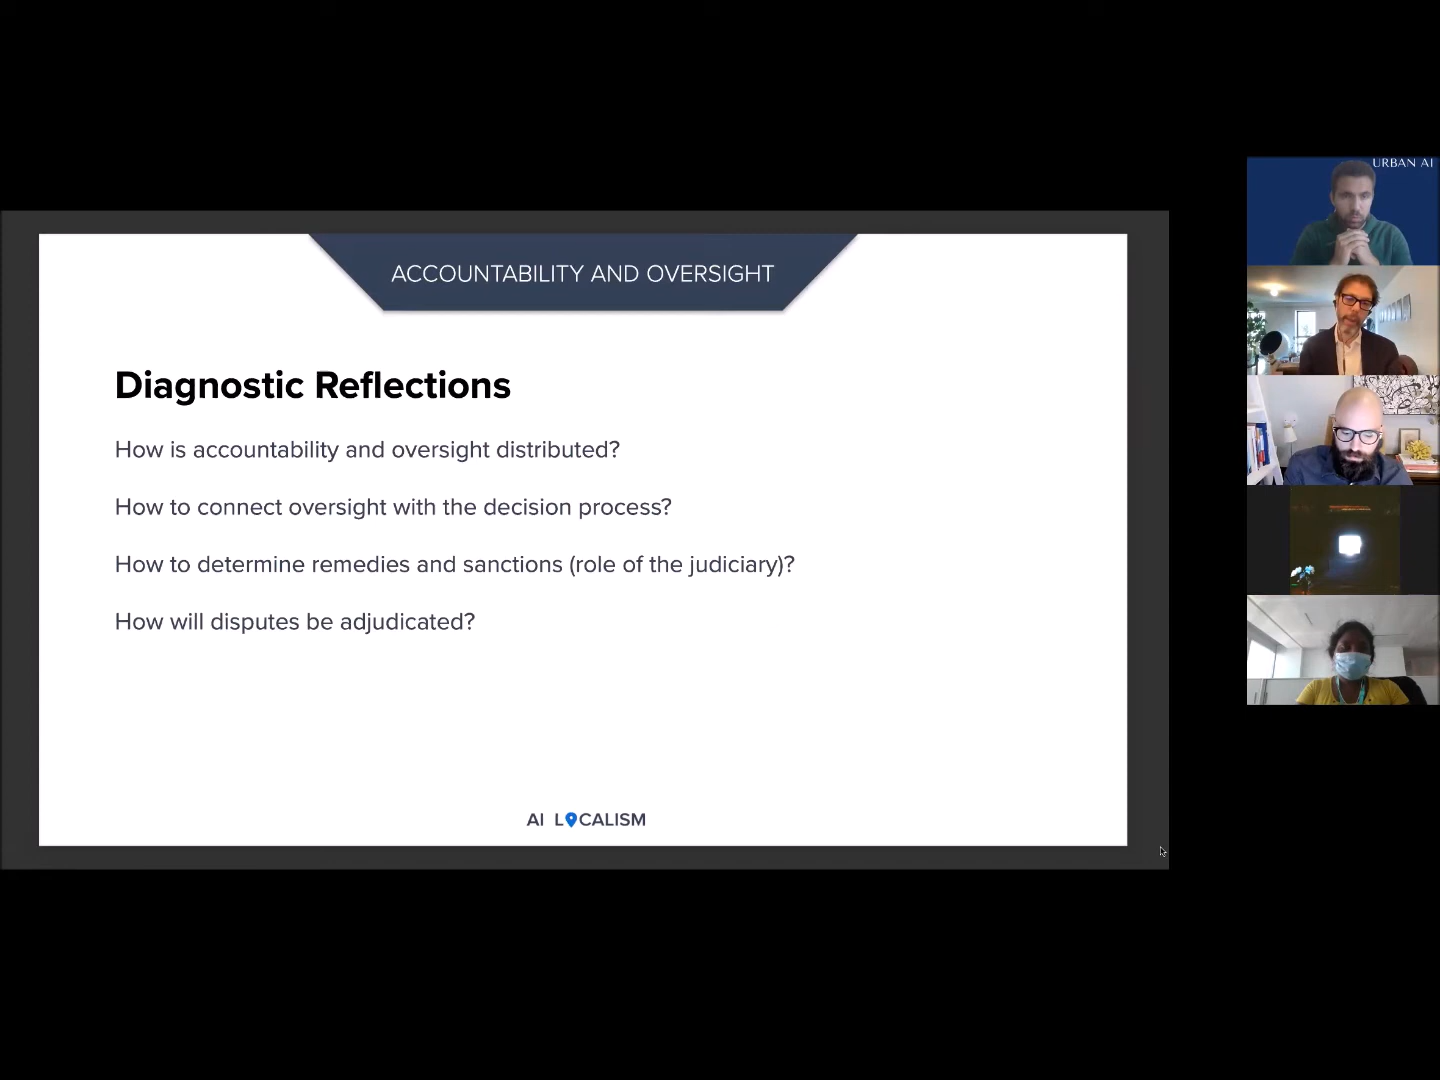 URBAN AI
ACCOUNTABILITY AND OVERSIGHT
Diagnostic Reflections
How is accountability and oversight distributed?
How to connect oversight with the decision process?
How to determine remedies and sanctions (role of the judiciary)?
How will disputes be adjudicated?
AI LOCALISM